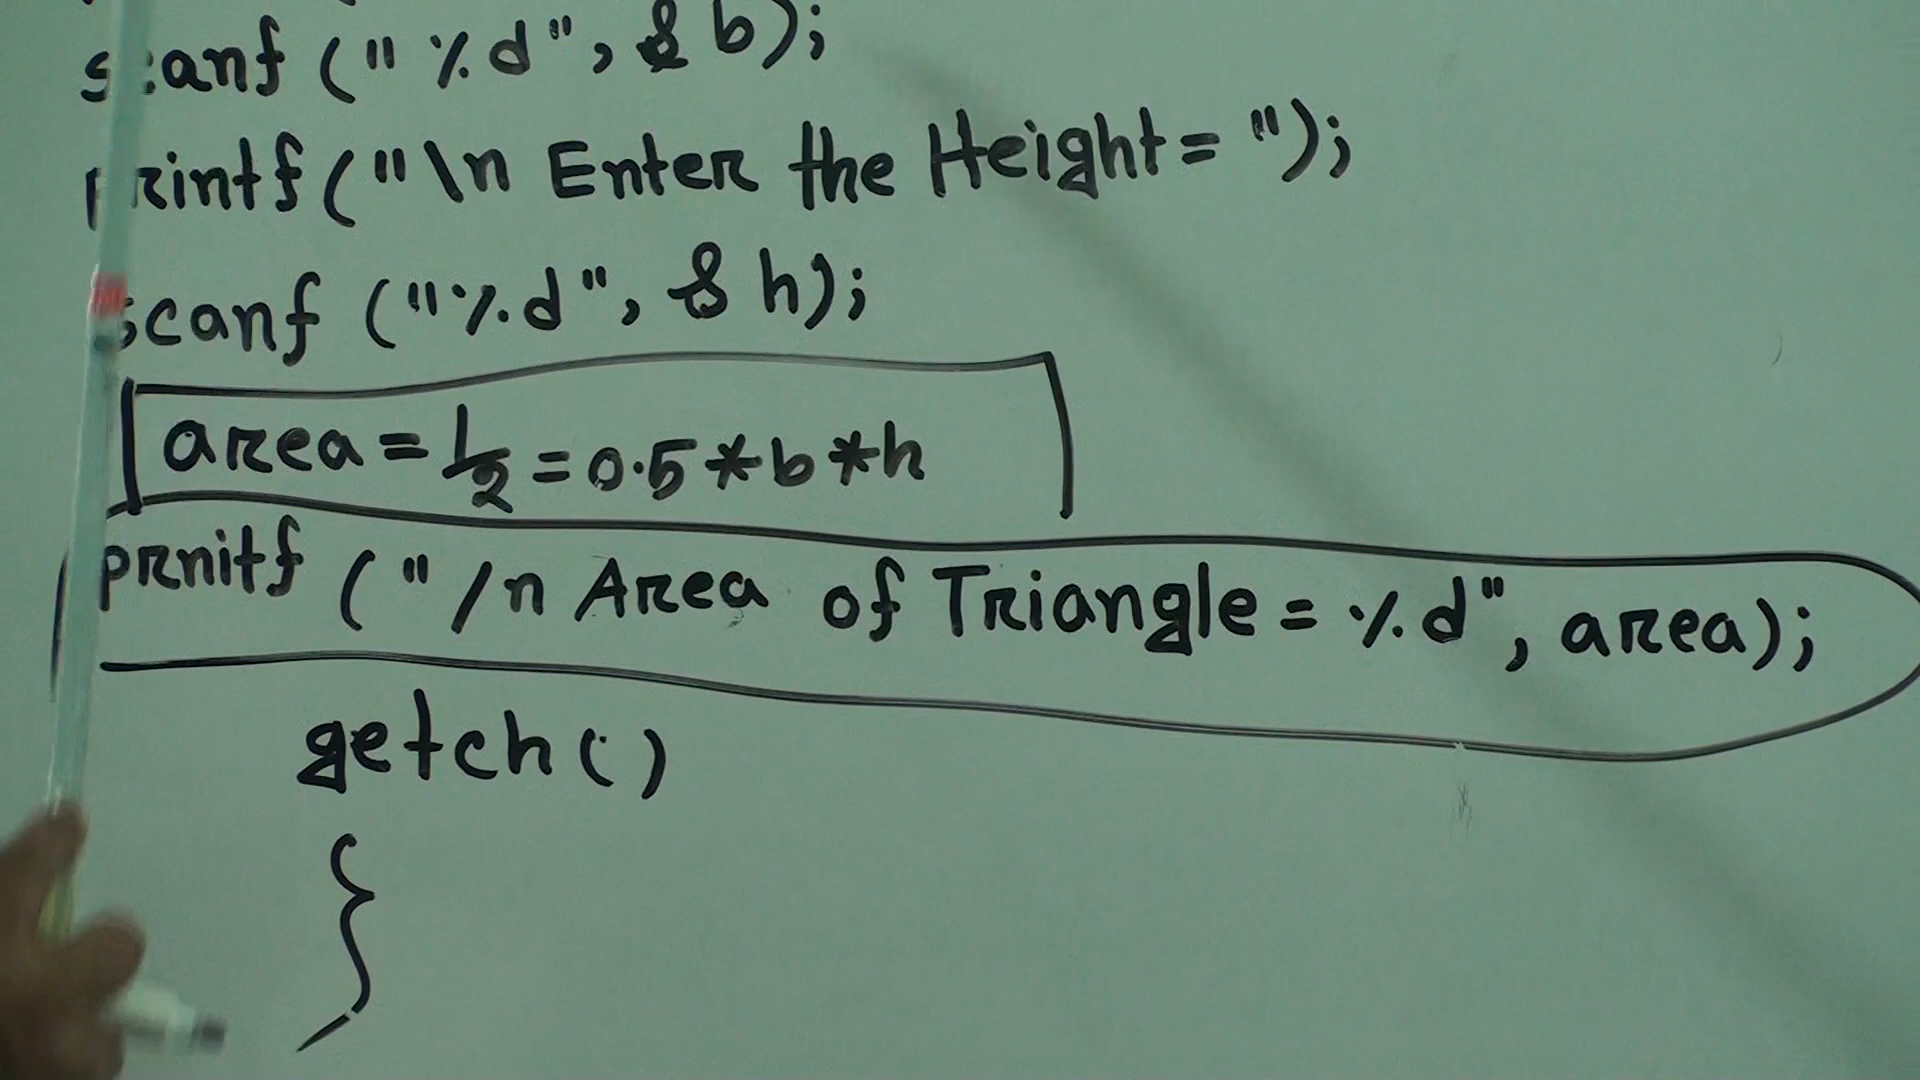 scanf ("%d", &b);
printf ("\n Enter the Height= ");
scanf ("%d", &h);
area = 1/2 = 0.5*b*h
prnitf ("/n Area of Triangle = %d", area);
getch()
}